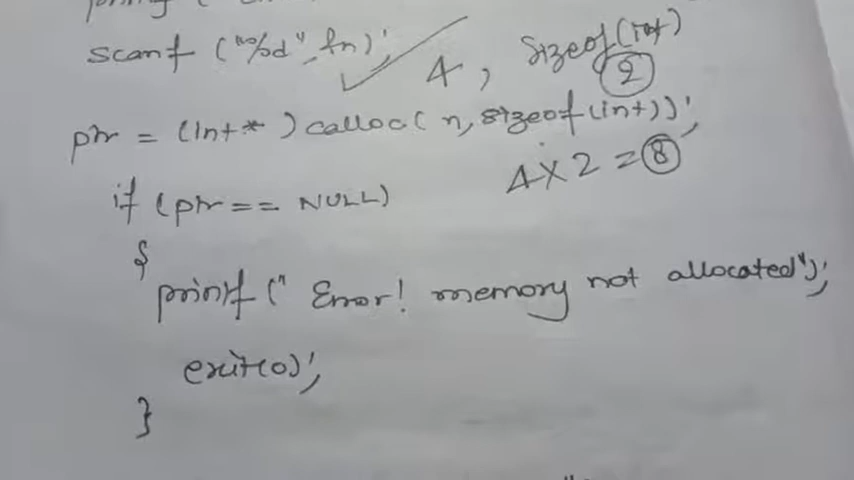 scanf ("%d", &n);
4, sizeof(int)
2
ptr = (int*) calloc(n, sizeof(int));
4 x 2 = 8
if (ptr == NULL)
{
printf (" Error! memory not allocated");
exit(0);
}